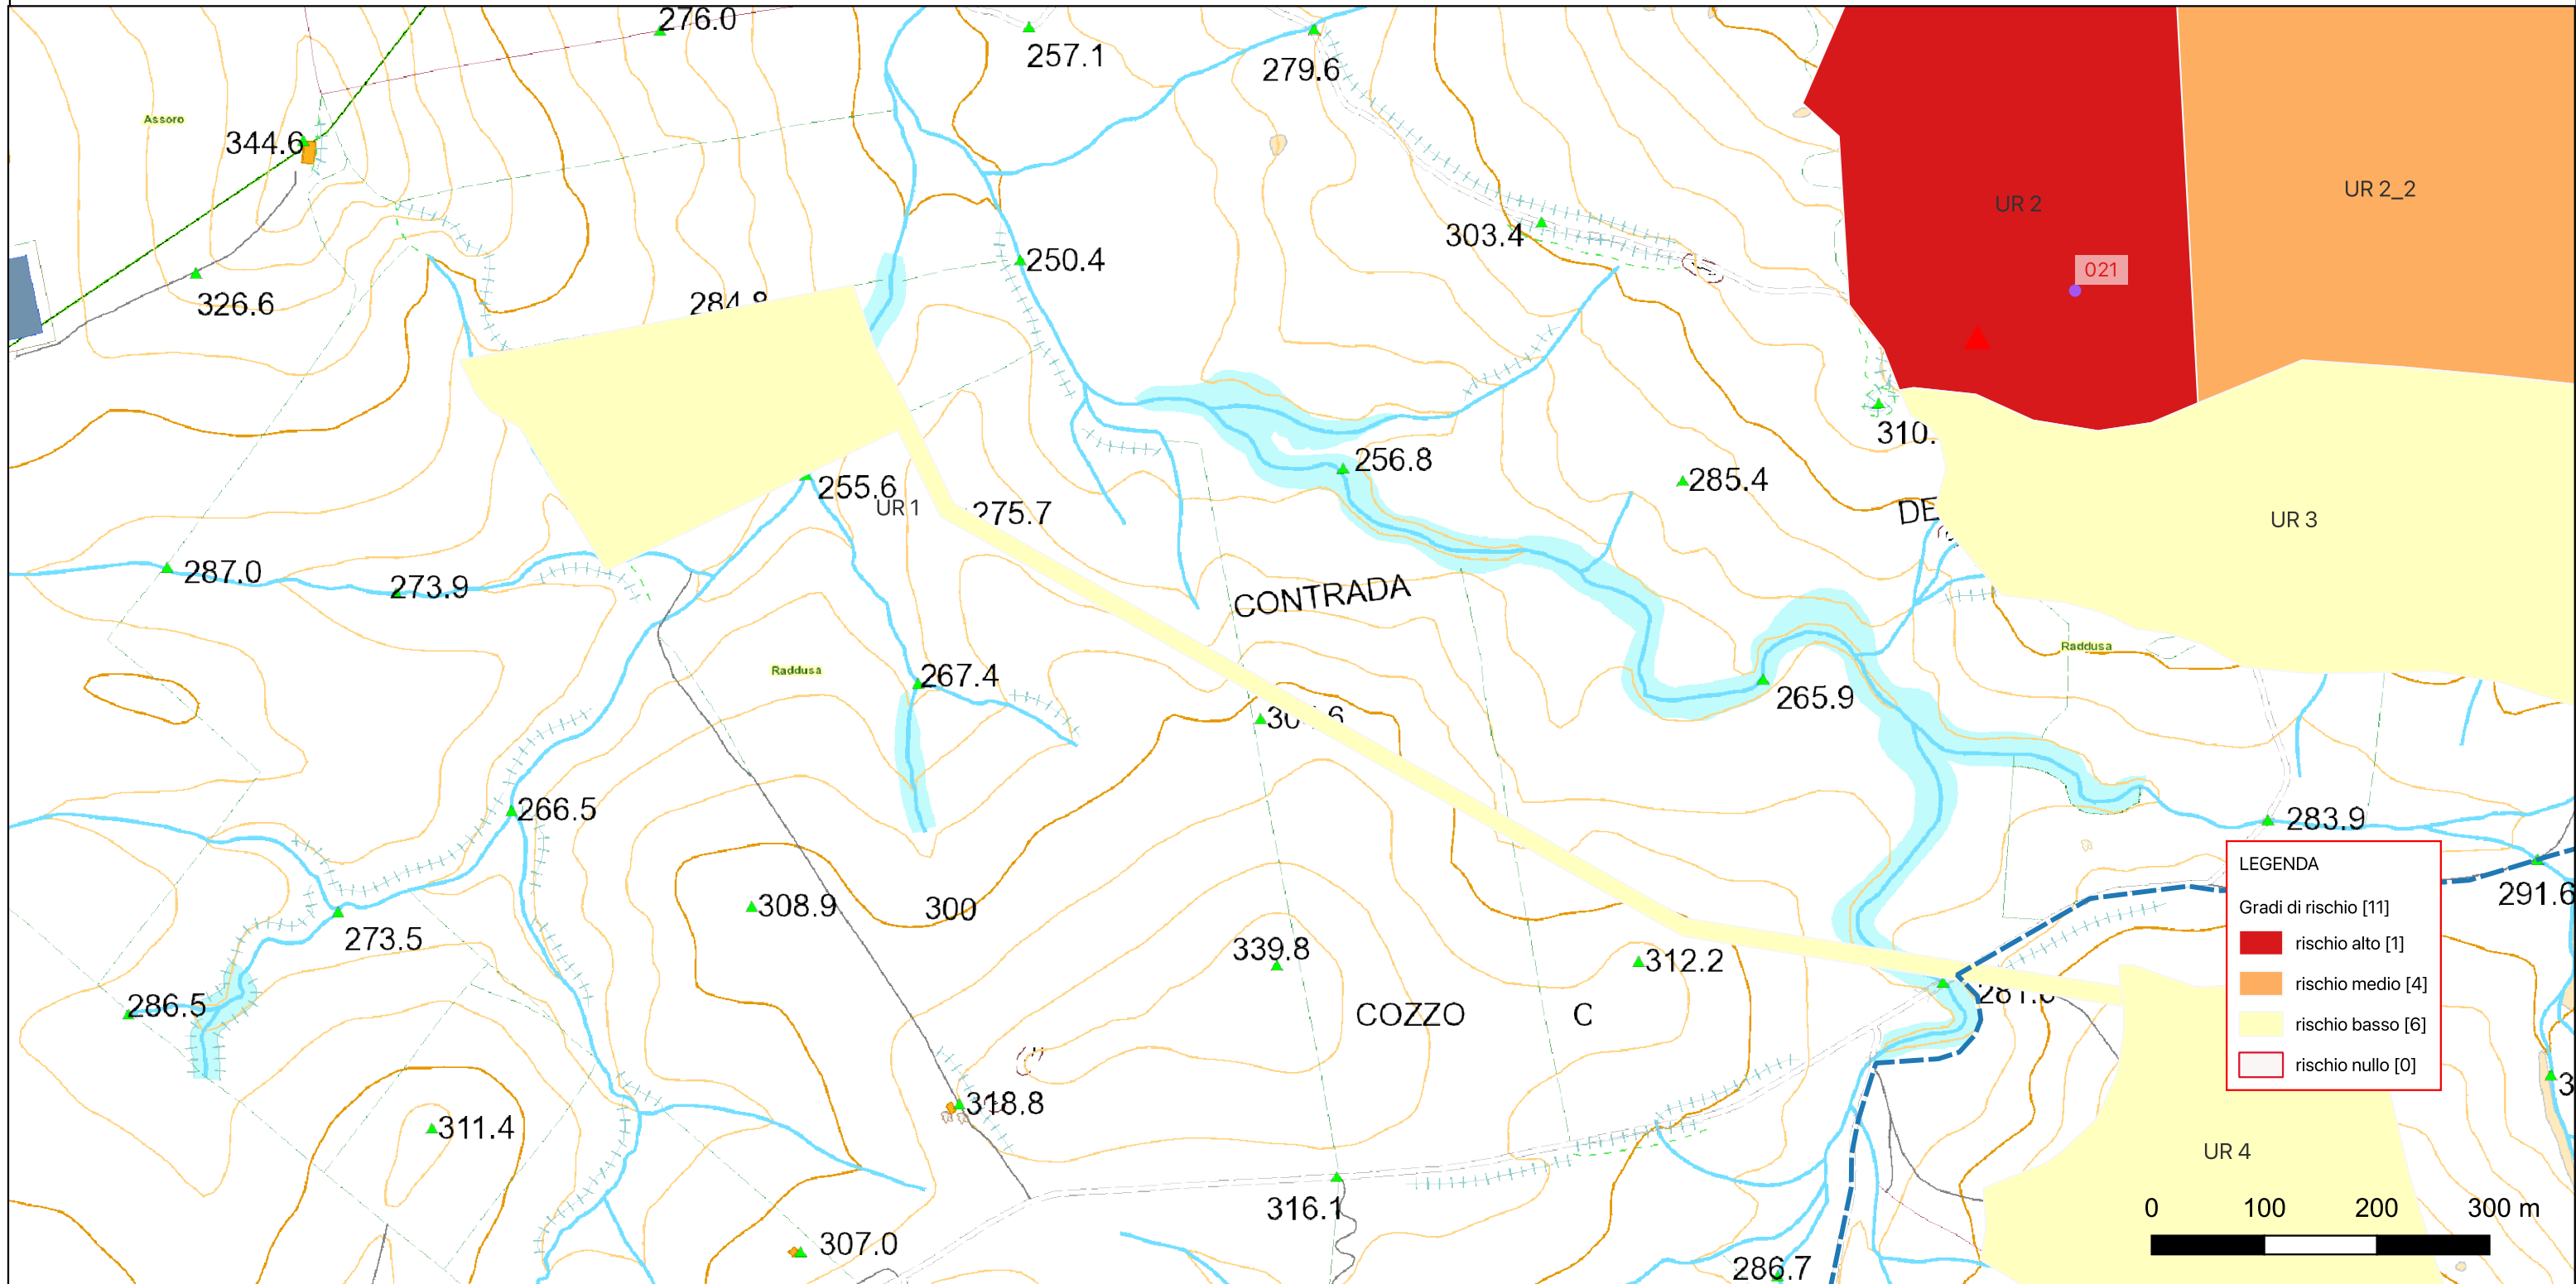 276.0
257.1
279.6
Assoro
344.6
UR 2
UR 2_2
303.4
250.4
021
326.6
284.8
310.
256.8
285.4
255.6
UR 1
275.7
DE
UR 3
287.0
273.9
CONTRADA
Raddusa
Raddusa
267.4
265.9
266.5
283.9
LEGENDA
Gradi di rischio [11]
rischio alto [1]
rischio medio [4]
rischio basso [6]
rischio nullo [0]
291.6
308.9
300
273.5
339.8
312.2
286.5
COZZO
C
318.8
311.4
UR 4
316.1
0 100 200 300 m
307.0
286.7